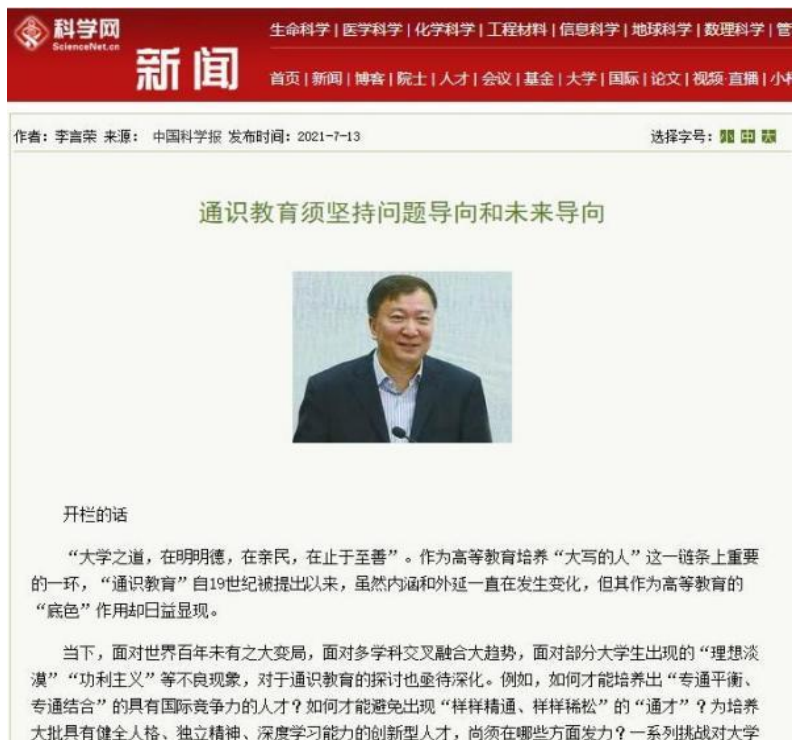 科学网
ScienceNet.cn
新闻
生命科学|医学科学|化学科学|工程材料|信息科学|地球科学|数理科学|管
首页|新闻|博客|院士|人才|会议|基金|大学|国际|论文|视频·直播|小柯
作者：李言荣 来源： 中国科学报 发布时间：2021-7-13
选择字号：小 中 大
通识教育须坚持问题导向和未来导向
开栏的话
“大学之道，在明明德，在亲民，在止于至善”。作为高等教育培养“大写的人”这一链条上重要
的一环，“通识教育”自19世纪被提出以来，虽然内涵和外延一直在发生变化，但其作为高等教育的
“底色”作用却日益显现。
当下，面对世界百年未有之大变局，面对多学科交叉融合大趋势，面对部分大学生出现的“理想淡
漠”“功利主义”等不良现象，对于通识教育的探讨也亟待深化。例如，如何才能培养出“专通平衡、
专通结合”的具有国际竞争力的人才？如何才能避免出现“样样精通、样样稀松”的“通才”？为培养
大批具有健全人格、独立精神、深度学习能力的创新型人才，尚须在哪些方面发力？一系列挑战对大学